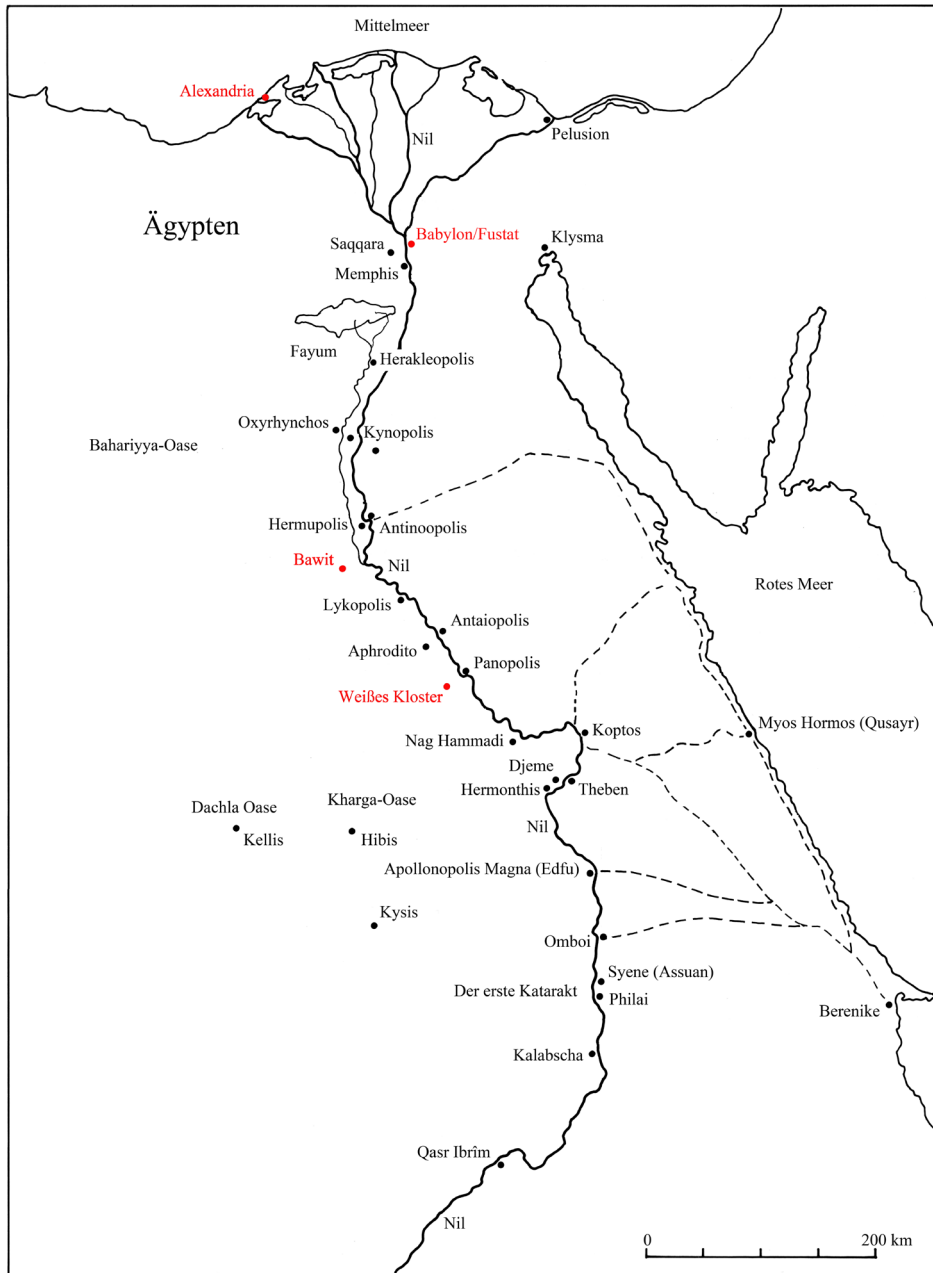 Mittelmeer
Alexandria
Nil
Pelusion
Ägypten
Babylon/Fustat
Klysma
Saqqara
Memphis
Fayum
Herakleopolis
Oxyrhynchos
Kynopolis
Bahariyya-Oase
Hermupolis
Antinoopolis
Bawit
Nil
Rotes Meer
Lykopolis
Antaiopolis
Aphrodito
Panopolis
Weißes Kloster
Koptos
Myos Hormos (Qusayr)
Nag Hammadi
Djeme
Hermonthis
Theben
Dachla Oase
Kharga-Oase
Kellis
Hibis
Nil
Apollonopolis Magna (Edfu)
Kysis
Omboi
Syene (Assuan)
Der erste Katarakt
Philai
Berenike
Kalabscha
Qasr Ibrîm
Nil
0 200 km